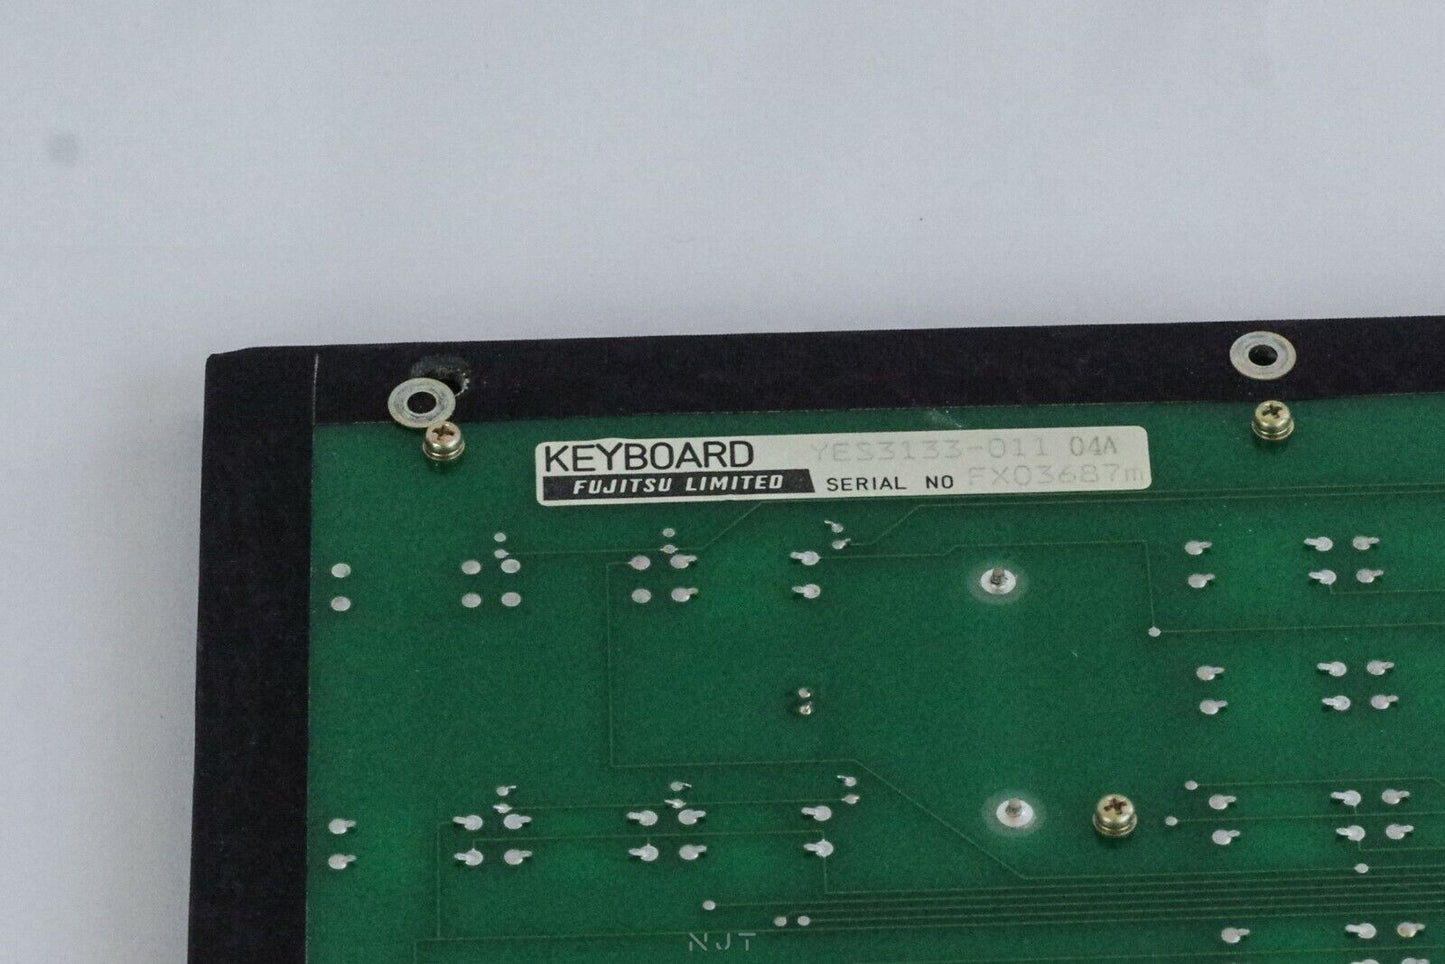 KEYBOARD YES3133-011 04A
FUJITSU LIMITED SERIAL NO FX03687m
NJT